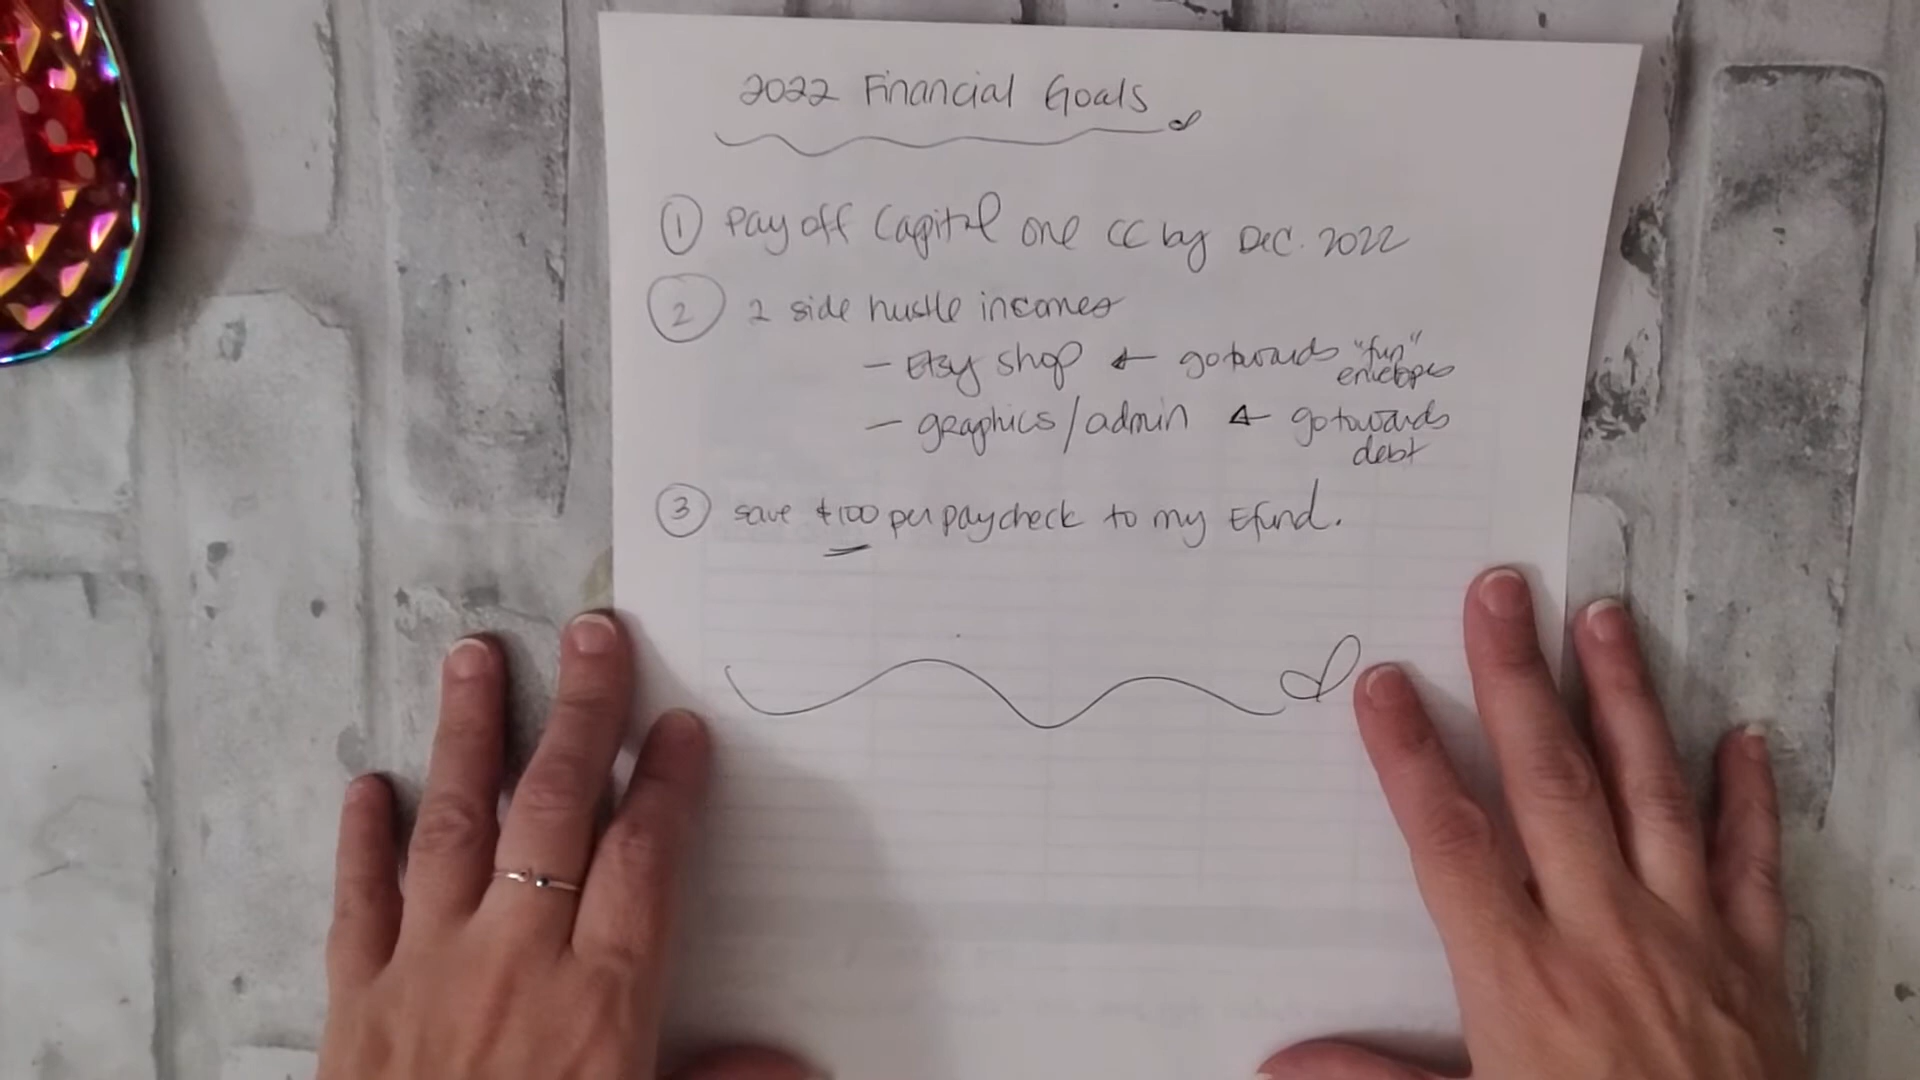 2022 Financial Goals
① Pay off Capital One CC by Dec. 2022
② 2 side hustle incomes
— Etsy shop ← go towards "fun"
envelopes
— graphics/admin ← go towards
debt
③ save $100 per paycheck to my Efund.